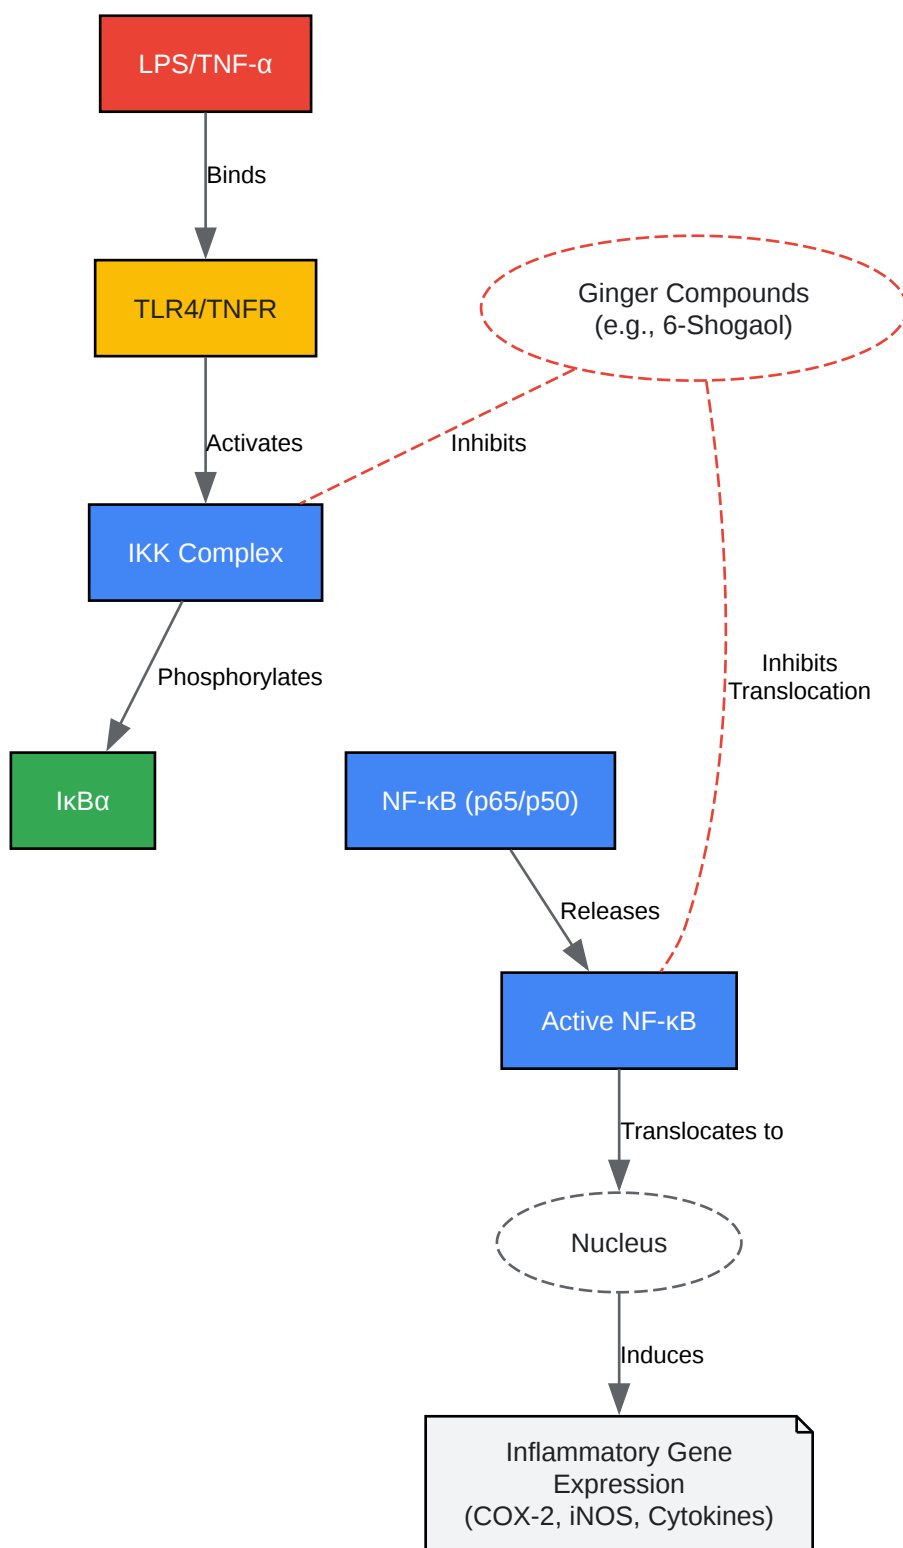 LPS/TNF-α
Binds
TLR4/TNFR
Ginger Compounds
(e.g., 6-Shogaol)
Activates
Inhibits
IKK Complex
Phosphorylates
Inhibits
Translocation
IκBα
NF-κB (p65/p50)
Releases
Active NF-κB
Translocates to
Nucleus
Induces
Inflammatory Gene
Expression
(COX-2, iNOS, Cytokines)